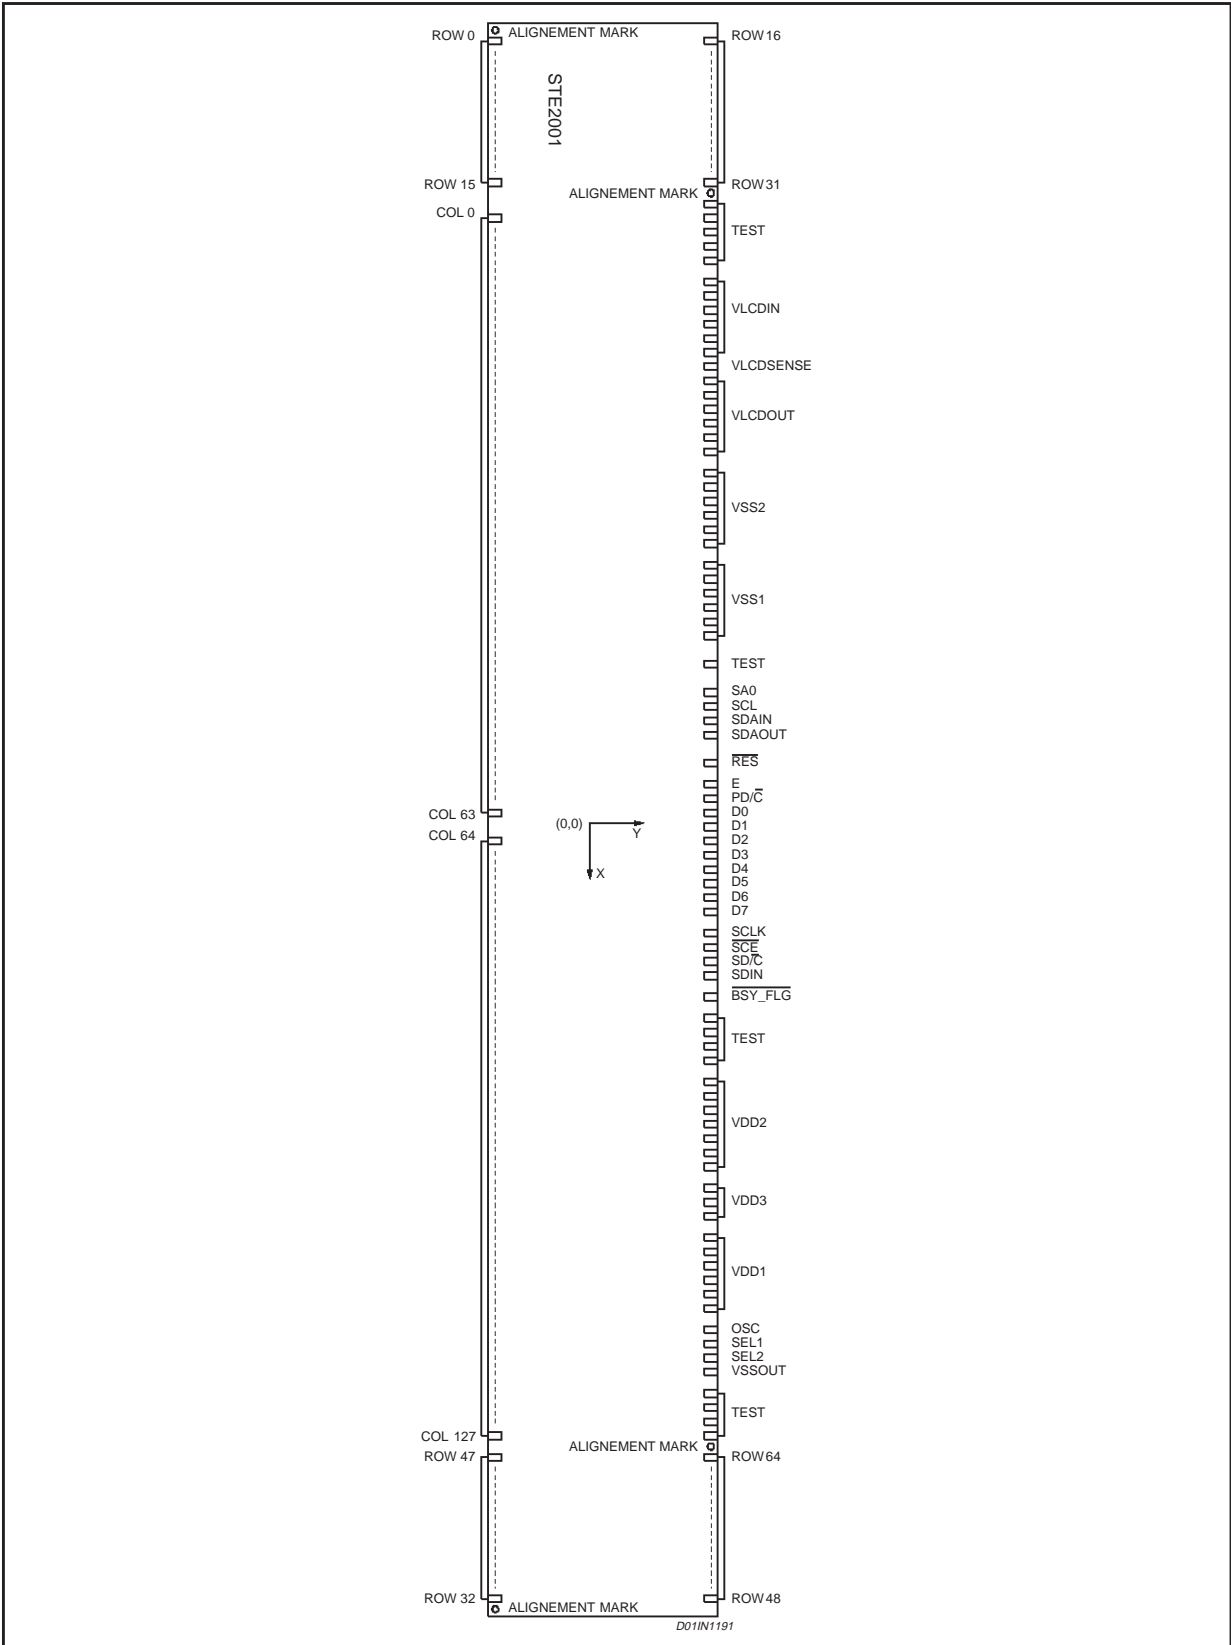 ROW 0
ALIGNEMENT MARK
ROW 16
STE2001
ROW 15
ROW 31
ALIGNEMENT MARK
COL 0
TEST
VLCDIN
VLCDSENSE
VLCDOUT
VSS2
VSS1
TEST
SA0
SCL
SDAIN
SDAOUT
R̅E̅S̅
E
PD/C̅
COL 63
D0
(0,0)
Y
D1
COL 64
D2
D3
X
D4
D5
D6
D7
SCLK
S̅C̅E̅
SD/C̅
SDIN
B̅S̅Y̅_̅F̅L̅G̅
TEST
VDD2
VDD3
VDD1
OSC
SEL1
SEL2
VSSOUT
TEST
COL 127
ALIGNEMENT MARK
ROW 47
ROW 64
ROW 32
ALIGNEMENT MARK
ROW 48
D01IN1191